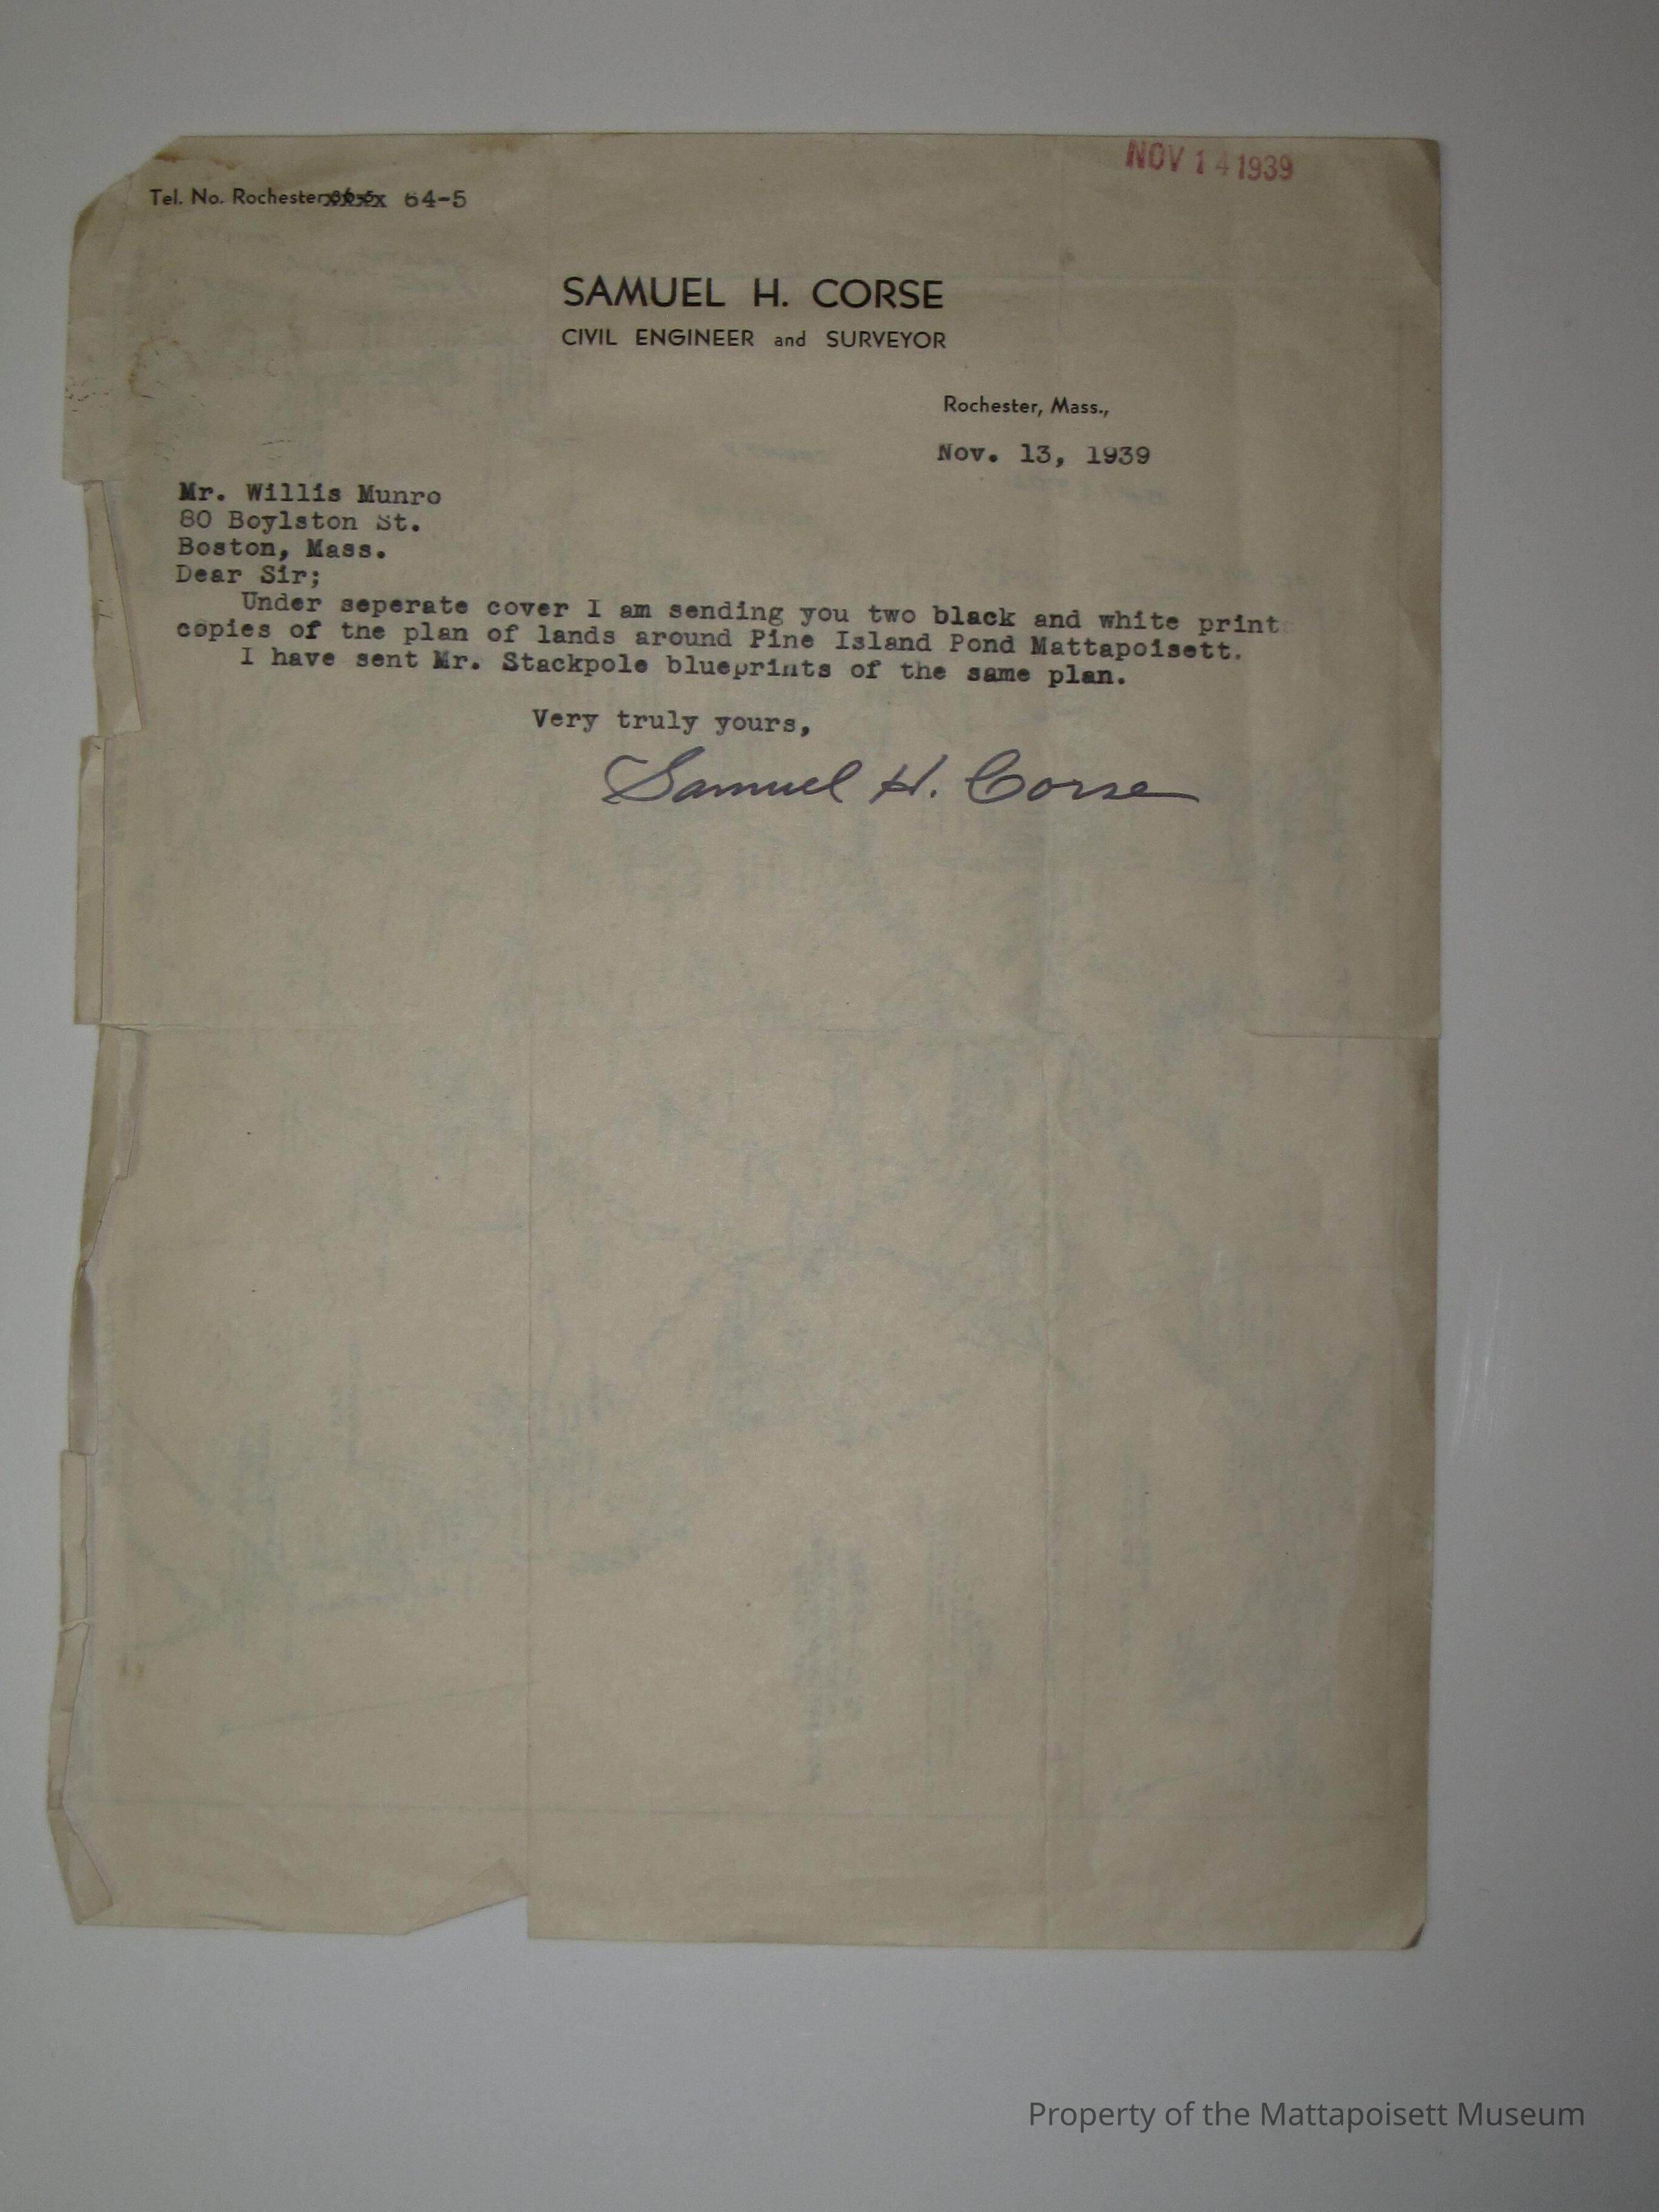 NOV 14 1939
Tel. No. Rochester 64-5
SAMUEL H. CORSE
CIVIL ENGINEER and SURVEYOR
Rochester, Mass.,
Nov. 13, 1939
Mr. Willis Munro
80 Boylston St.
Boston, Mass.
Dear Sir;
Under seperate cover I am sending you two black and white print
copies of the plan of lands around Pine Island Pond Mattapoisett.
I have sent Mr. Stackpole blueprints of the same plan.
Very truly yours,
Samuel H. Corse
Property of the Mattapoisett Museum